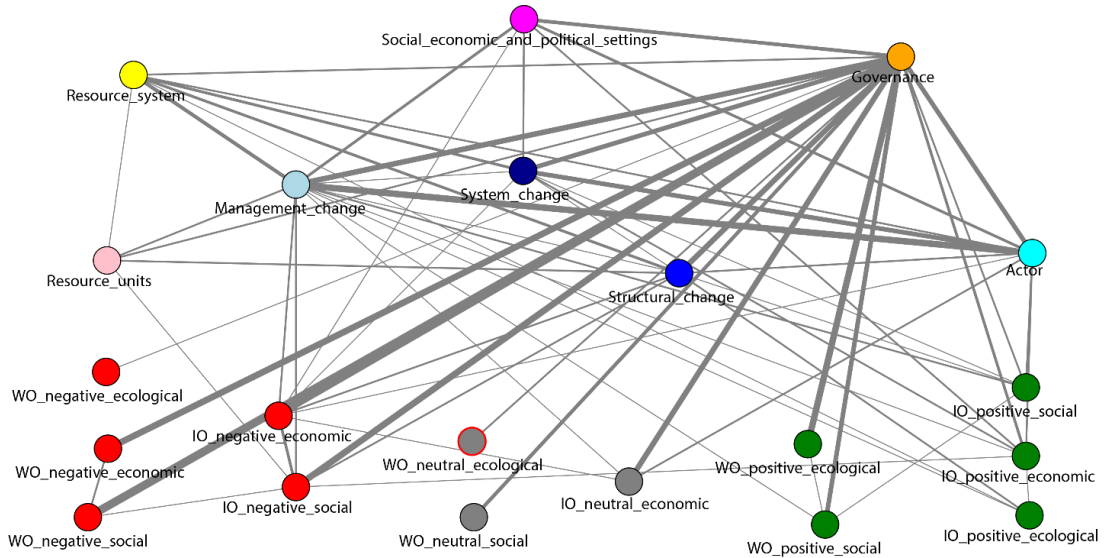 Social_economic_and_political_settings
Governance
Resource_system
System_change
Management_change
Actor
Resource_units
Structural_change
WO_negative_ecological
IO_positive_social
IO_negative_economic
WO_negative_economic
WO_neutral_ecological
WO_positive_ecological
IO_positive_economic
IO_negative_social
IO_neutral_economic
WO_negative_social
WO_neutral_social
WO_positive_social
IO_positive_ecological